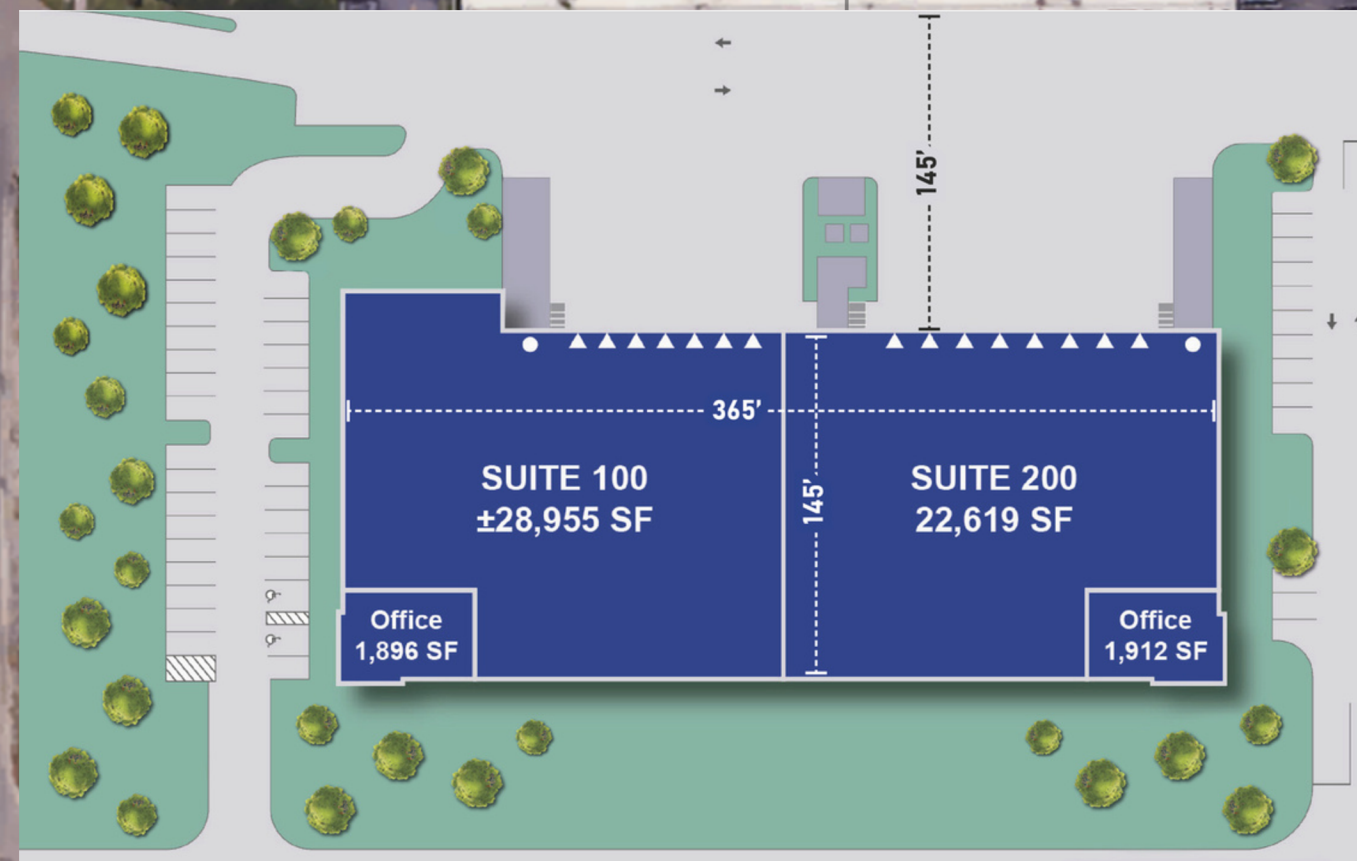 145’
365’
SUITE 100
±28,955 SF
145’
SUITE 200
22,619 SF
Office
1,896 SF
Office
1,912 SF